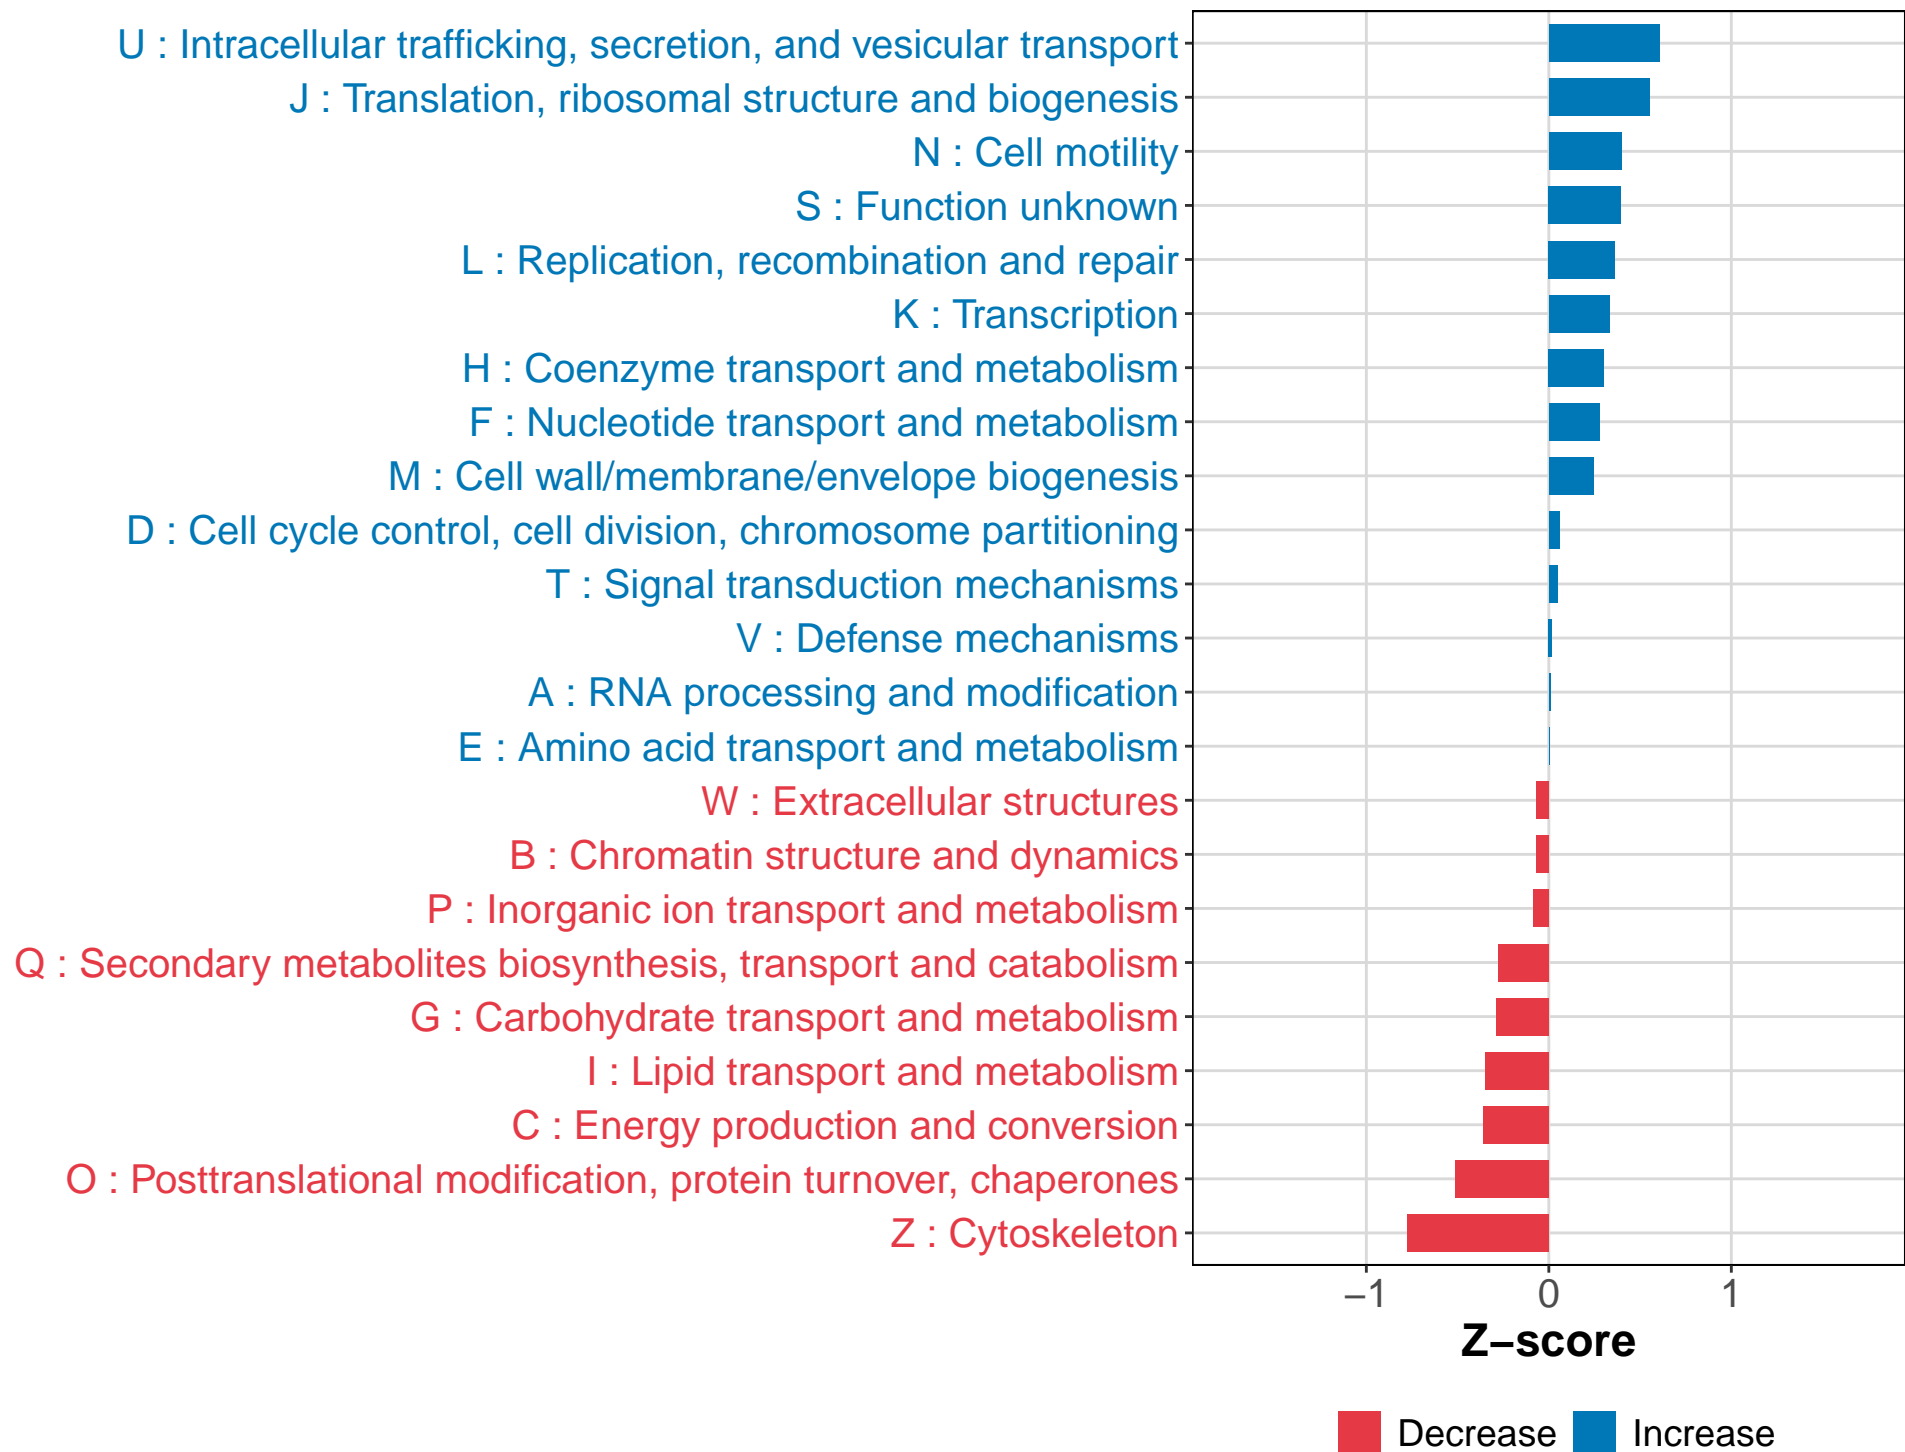 U : Intracellular trafficking, secretion, and vesicular transport
J : Translation, ribosomal structure and biogenesis
N : Cell motility
S : Function unknown
L : Replication, recombination and repair
K : Transcription
H : Coenzyme transport and metabolism
F : Nucleotide transport and metabolism
M : Cell wall/membrane/envelope biogenesis
D : Cell cycle control, cell division, chromosome partitioning
T : Signal transduction mechanisms
V : Defense mechanisms
A : RNA processing and modification
E : Amino acid transport and metabolism
W : Extracellular structures
B : Chromatin structure and dynamics
P : Inorganic ion transport and metabolism
Q : Secondary metabolites biosynthesis, transport and catabolism
G : Carbohydrate transport and metabolism
I : Lipid transport and metabolism
C : Energy production and conversion
O : Posttranslational modification, protein turnover, chaperones
Z : Cytoskeleton
−1 0 1
Z−score
Decrease Increase